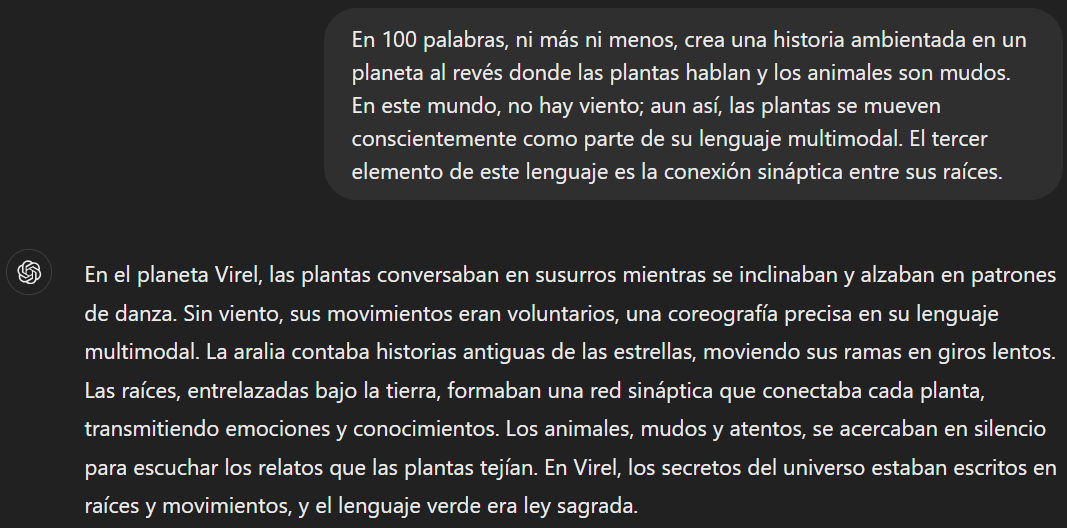 En 100 palabras, ni más ni menos, crea una historia ambientada en un
planeta al revés donde las plantas hablan y los animales son mudos.
En este mundo, no hay viento; aun así, las plantas se mueven
conscientemente como parte de su lenguaje multimodal. El tercer
elemento de este lenguaje es la conexión sináptica entre sus raíces.
En el planeta Virel, las plantas conversaban en susurros mientras se inclinaban y alzaban en patrones
de danza. Sin viento, sus movimientos eran voluntarios, una coreografía precisa en su lenguaje
multimodal. La aralia contaba historias antiguas de las estrellas, moviendo sus ramas en giros lentos.
Las raíces, entrelazadas bajo la tierra, formaban una red sináptica que conectaba cada planta,
transmitiendo emociones y conocimientos. Los animales, mudos y atentos, se acercaban en silencio
para escuchar los relatos que las plantas tejían. En Virel, los secretos del universo estaban escritos en
raíces y movimientos, y el lenguaje verde era ley sagrada.